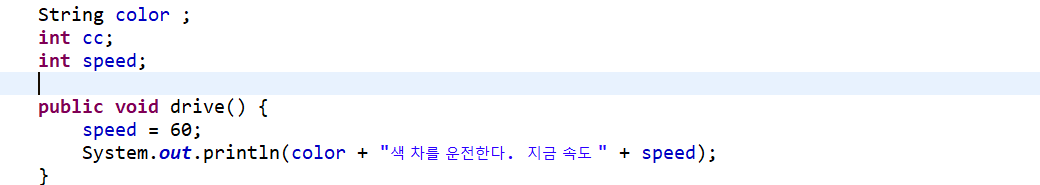 String color ;
int cc;
int speed;
public void drive() {
speed = 60;
System.out.println(color + "색 차를 운전한다. 지금 속도 " + speed);
}